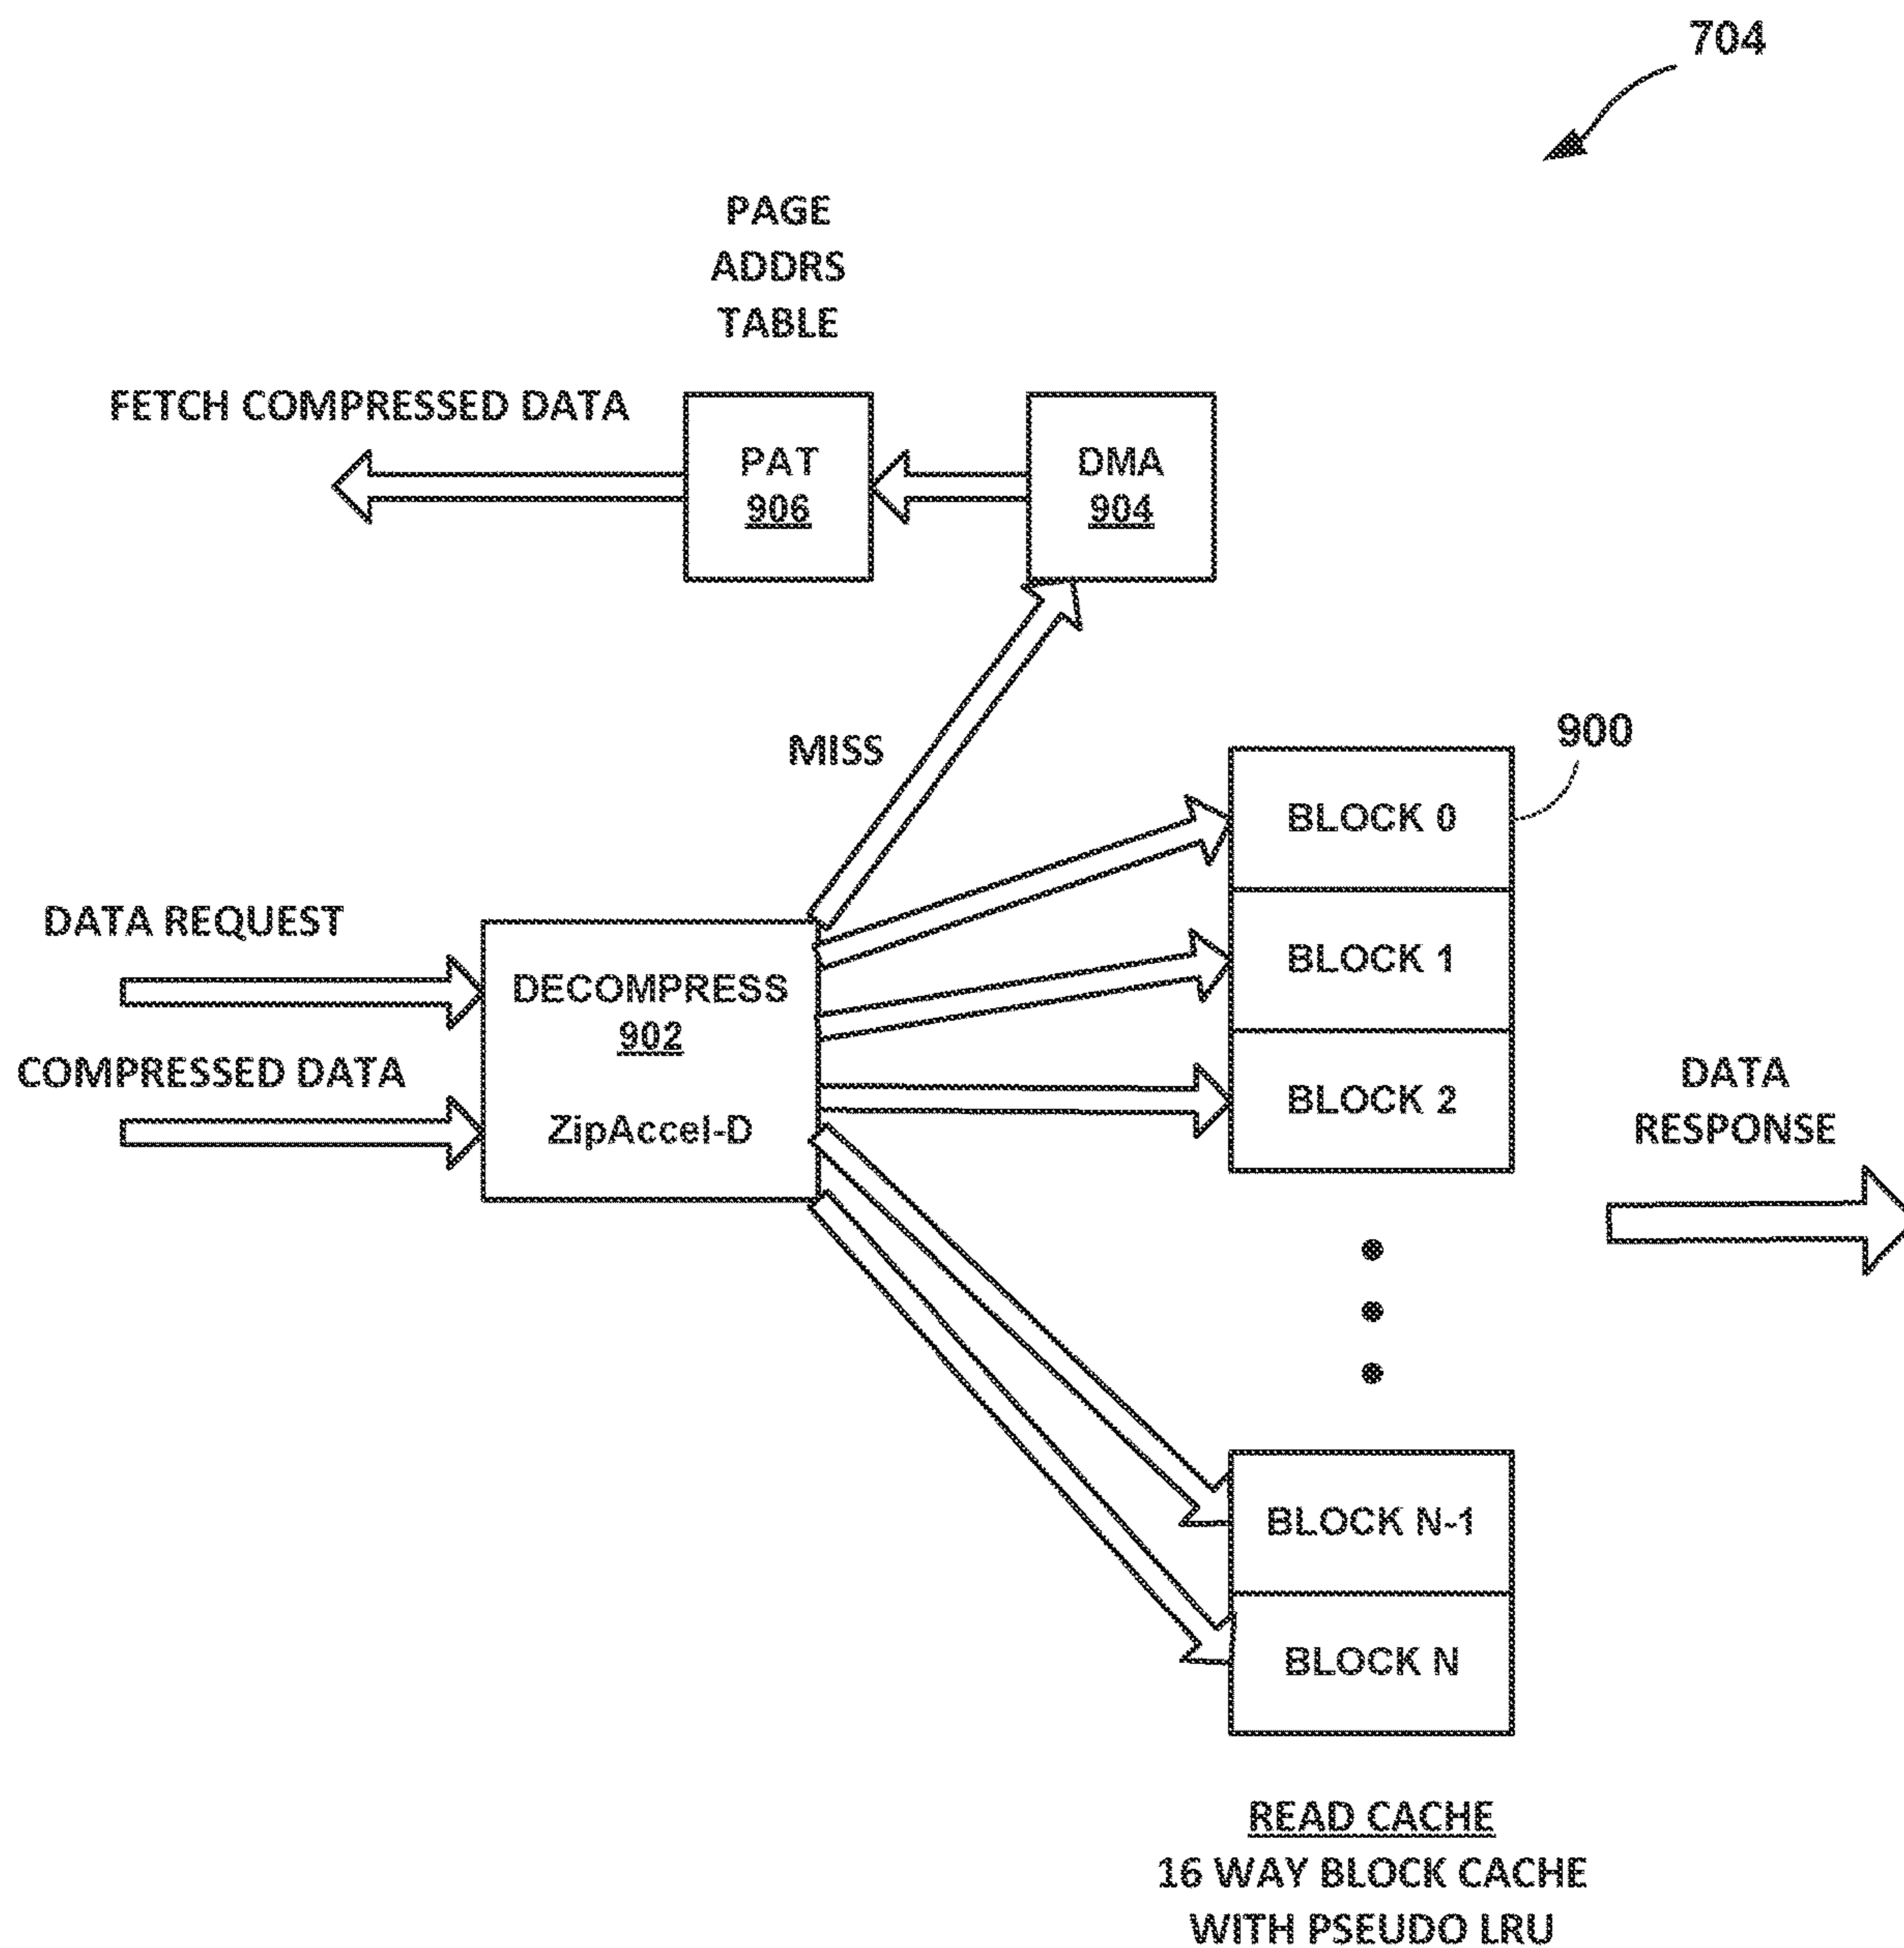 704
PAGE
ADDRS
TABLE
FETCH COMPRESSED DATA
PAT
906
DMA
904
MISS
900
BLOCK 0
BLOCK 1
BLOCK 2
DATA REQUEST
COMPRESSED DATA
DECOMPRESS
902
ZipAccel-D
DATA
RESPONSE
BLOCK N-1
BLOCK N
READ CACHE
16 WAY BLOCK CACHE
WITH PSEUDO LRU